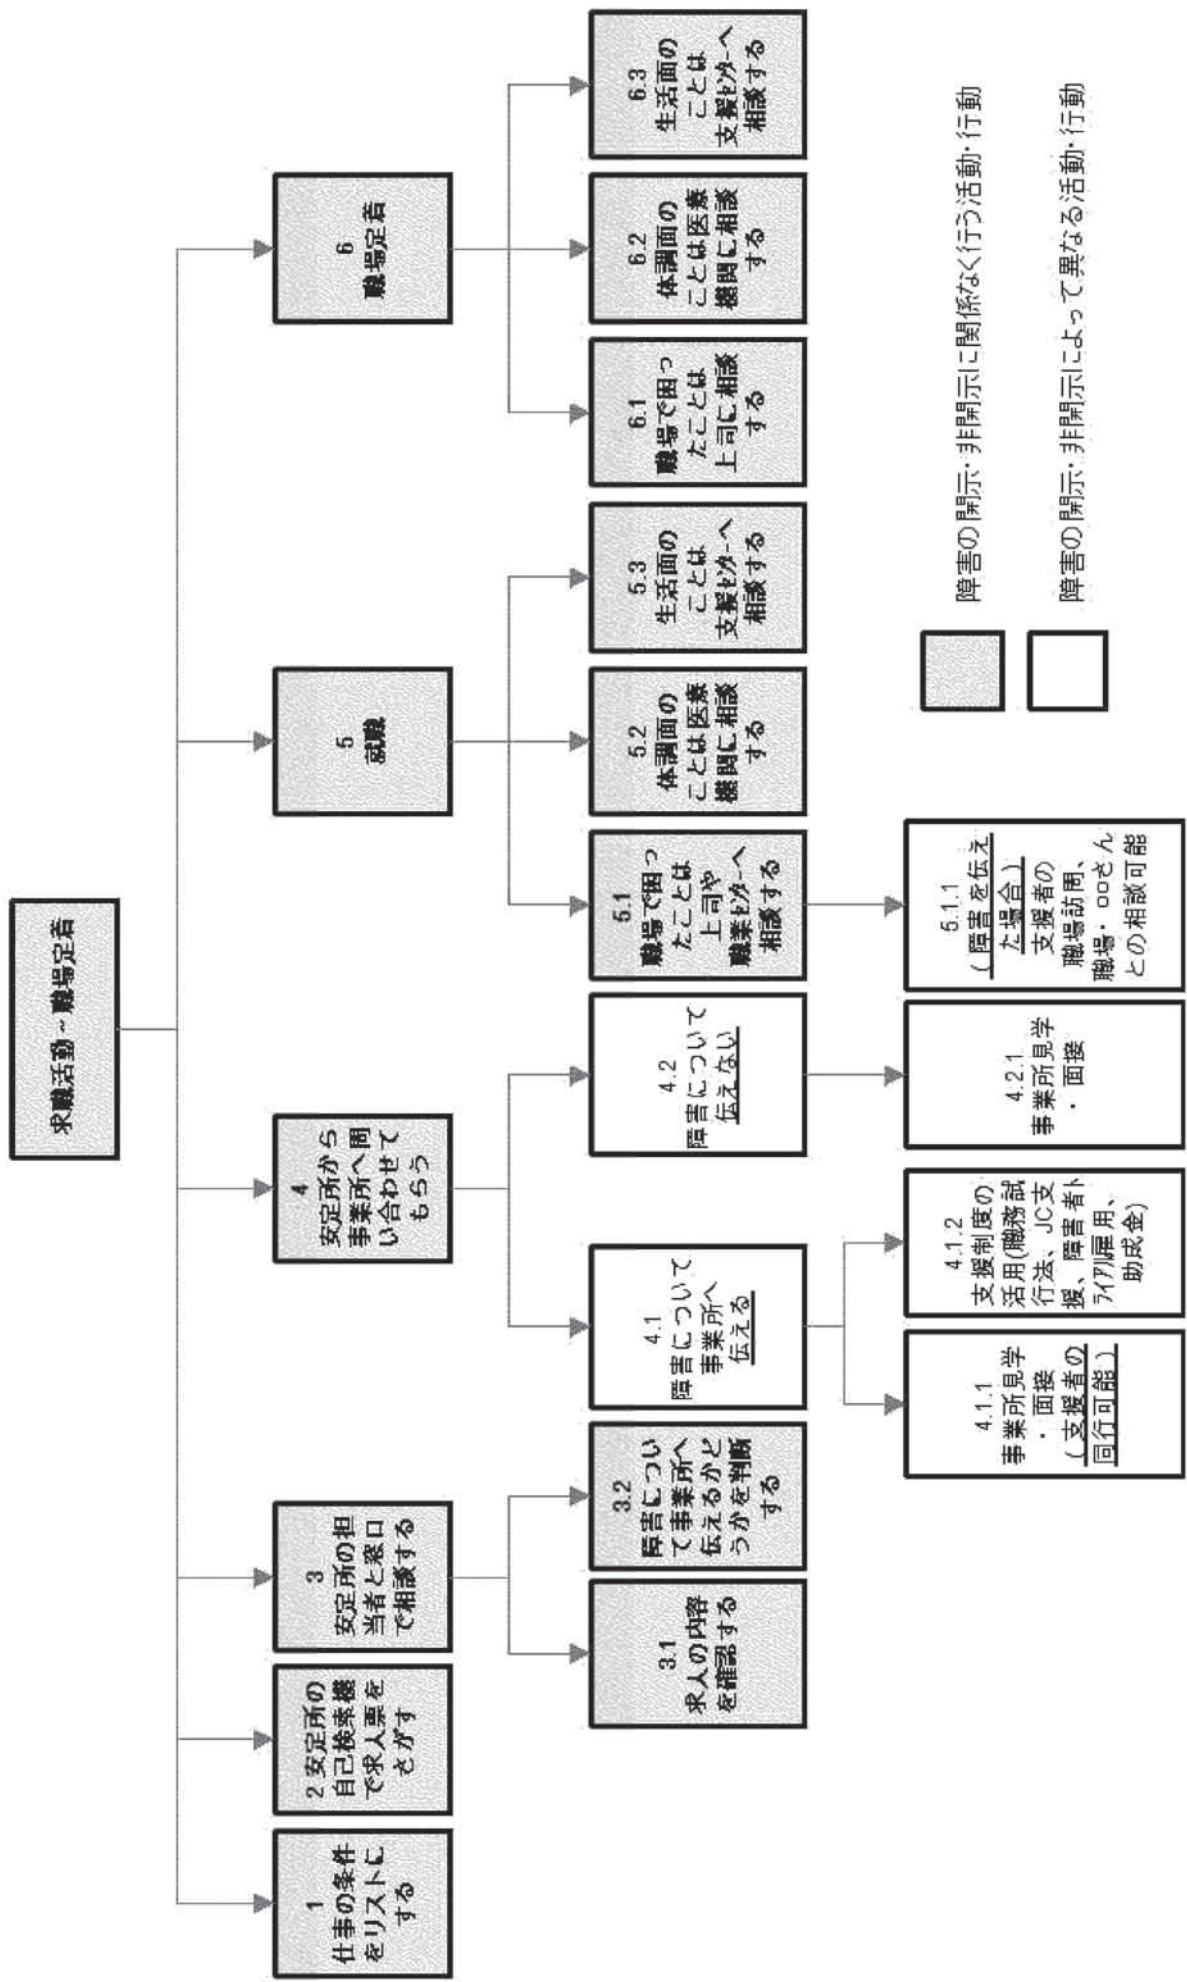 求職活動~職場定着
1
仕事の条件
をリストに
する
2 安定所の
自己検索機
で求人票を
さがす
3
安定所の担
当者と窓口
で相談する
4
安定所から
事業所へ問
い合わせて
もらう
5
就職
6
職場定着
3.1
求人の内容
を確認する
3.2
障害につい
て事業所へ
伝えるかど
うかを判断
する
4.1
障害について
事業所へ
伝える
4.2
障害について
伝えない
5.1
職場で困っ
たことは
上司や
職業センターへ
相談する
5.2
体調面の
ことは医療
機関に相談
する
5.3
生活面の
ことは
支援センターへ
相談する
6.1
職場で困っ
たことは
上司に相談
する
6.2
体調面の
ことは医療
機関に相談
する
6.3
生活面の
ことは
支援センターへ
相談する
4.1.1
事業所見学
・面接
(支援者の
同行可能)
4.1.2
支援制度の
活用(職務試
行法、JC支
援、障害者ト
ライアル雇用、
助成金)
4.2.1
事業所見学
・面接
5.1.1
(障害を伝え
た場合)
支援者の
職場訪問、
職場・○○さん
との相談可能
障害の開示・非開示に関係なく行う活動・行動
障害の開示・非開示によって異なる活動・行動